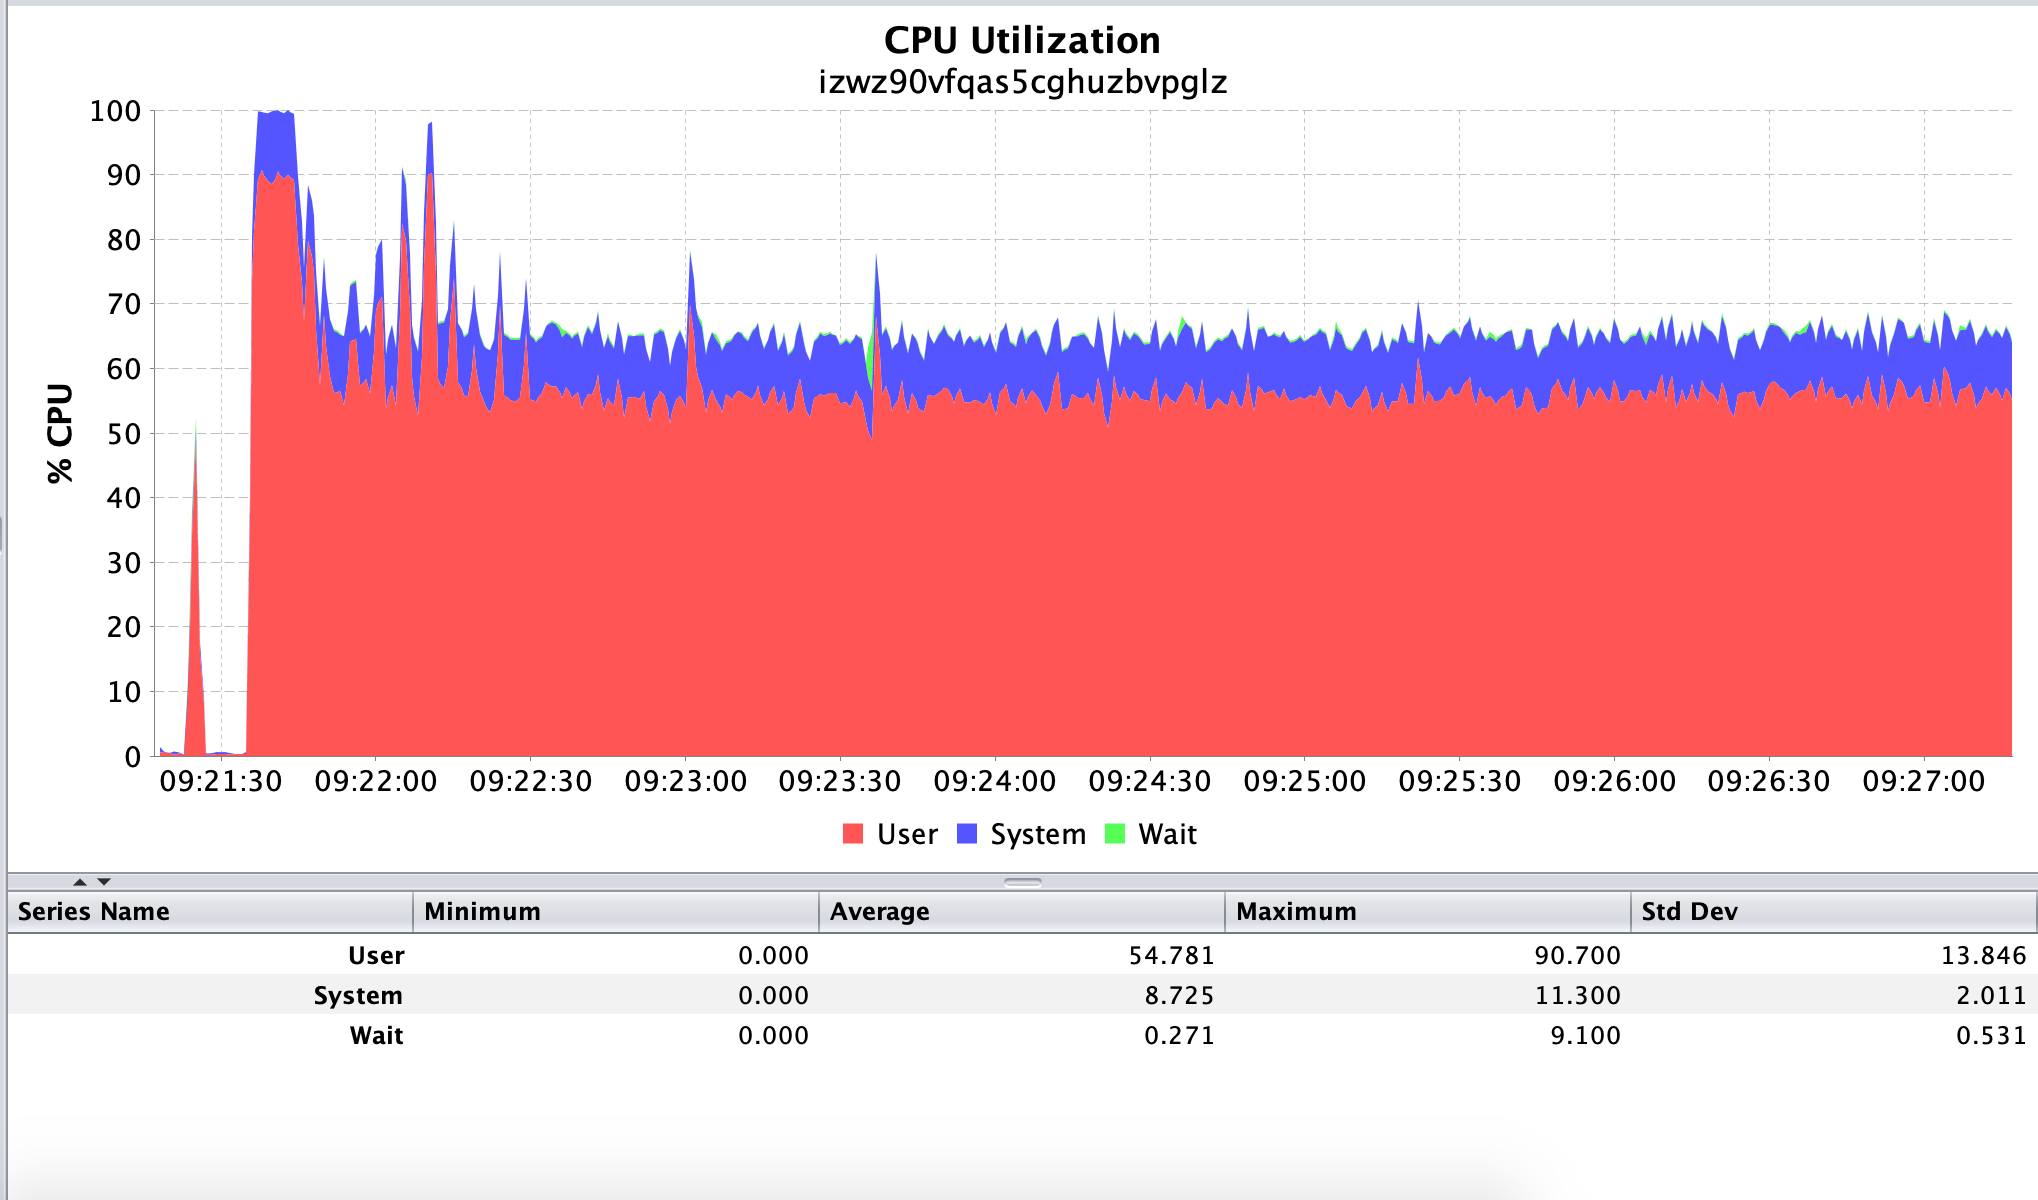 CPU Utilization
izwz90vfqas5cghuzbvpglz
100
90
80
70
60
50
40
30
20
10
0
% CPU
09:21:30 09:22:00 09:22:30 09:23:00 09:23:30 09:24:00 09:24:30 09:25:00 09:25:30 09:26:00 09:26:30 09:27:00
User System Wait
Series Name Minimum Average Maximum Std Dev
User 0.000 54.781 90.700 13.846
System 0.000 8.725 11.300 2.011
Wait 0.000 0.271 9.100 0.531